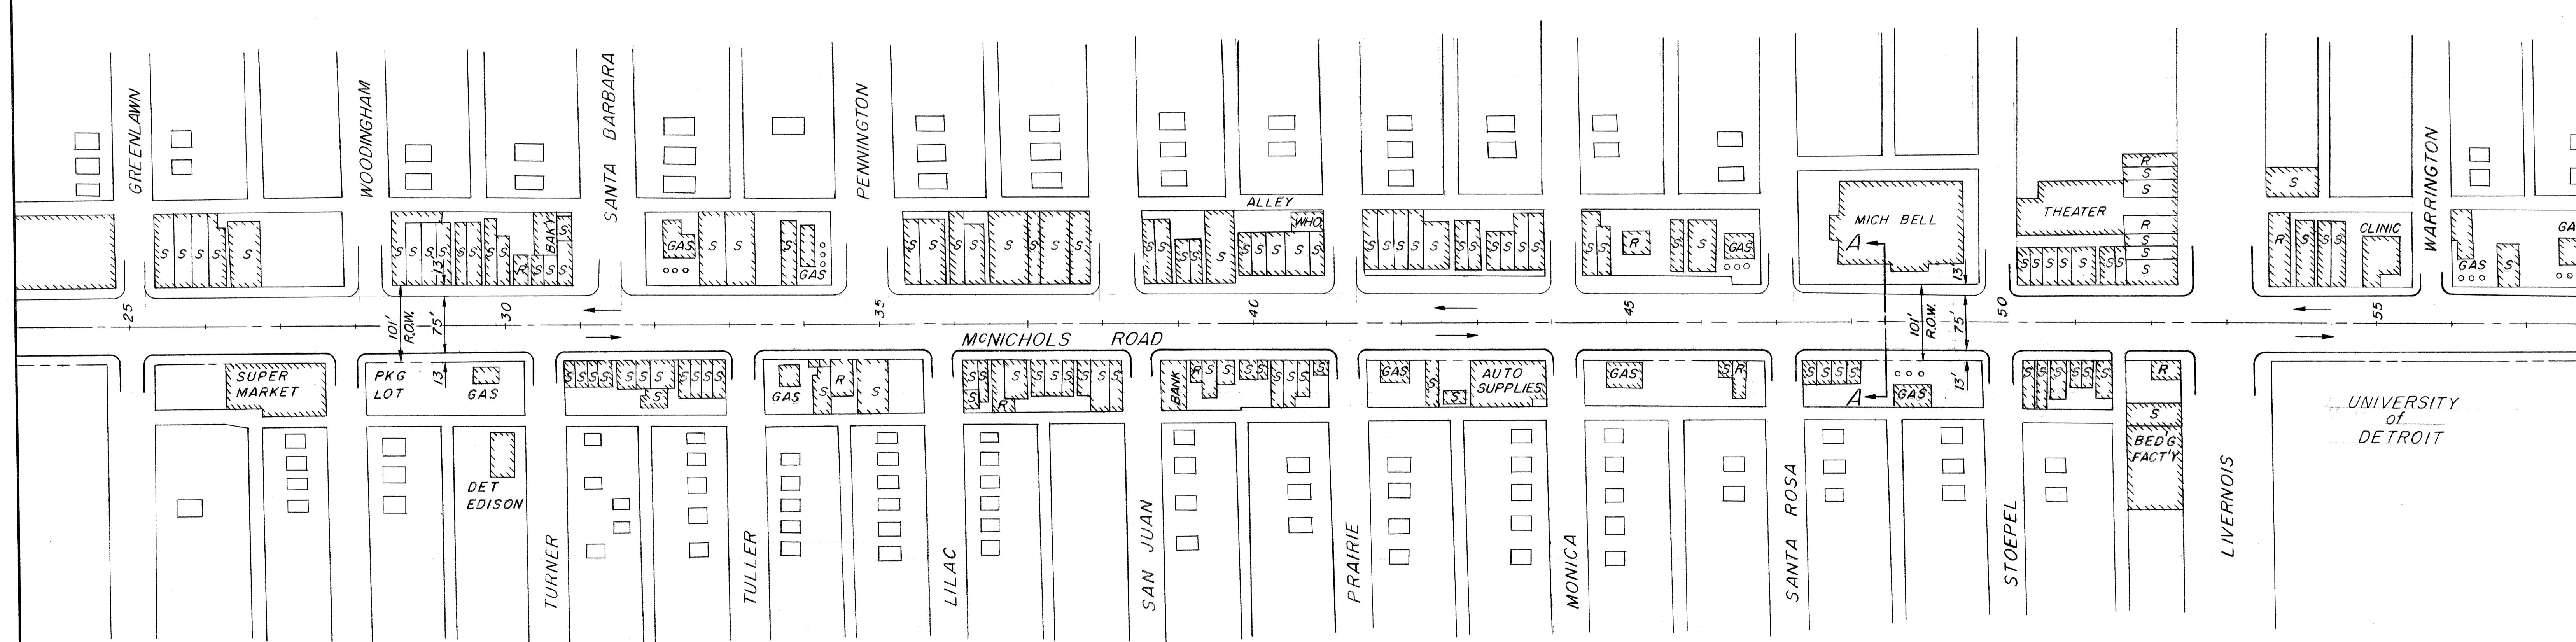 GREENLAWN
WOODINGHAM
SANTA BARBARA
PENNINGTON
WARRINGTON
R
S
S
S
ALLEY
WHO.
MICH BELL
THEATER
CLINIC
S S S S S
S S S S S S S R S S S BAKY S S
GAS S S S GAS
S S S S S S S
S S S S S S S S S S
S S S S S S S S S S
S S R S S GAS
A
S S S S S S S R S S S
R S S S
GAS S GA
13'
13'
25
30
35
40
45
50
55
101' R.O.W.
75'
101' R.O.W.
75'
McNICHOLS ROAD
13'
13'
SUPER MARKET
PKG LOT
GAS
S S S S S S S S S S S S
GAS S R S
S S S R S S S S S S S
BANK R S S S S S S S S
GAS S S
AUTO SUPPLIES
S
GAS
S R
S S S S
A
GAS
S S S S S S
R
S
BED'G FACT'Y
UNIVERSITY
of
DETROIT
DET
EDISON
TURNER
TULLER
LILAC
SAN JUAN
PRAIRIE
MONICA
SANTA ROSA
STOEPEL
LIVERNOIS